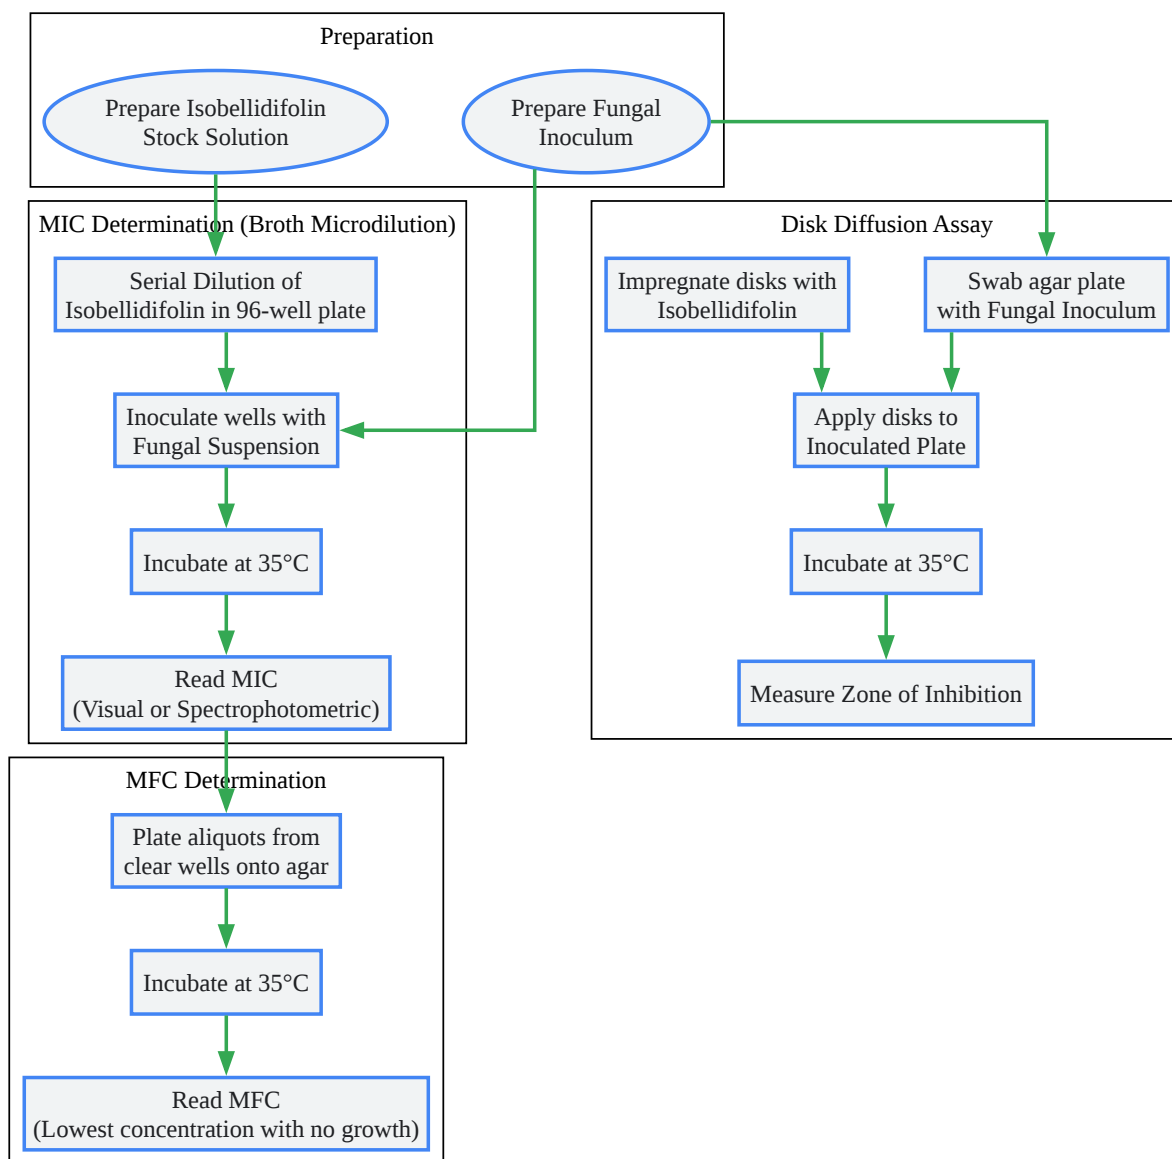 Preparation
Prepare Isobellidifolin
Stock Solution
Prepare Fungal
Inoculum
MIC Determination (Broth Microdilution)
Serial Dilution of
Isobellidifolin in 96-well plate
Inoculate wells with
Fungal Suspension
Incubate at 35°C
Read MIC
(Visual or Spectrophotometric)
Disk Diffusion Assay
Impregnate disks with
Isobellidifolin
Swab agar plate
with Fungal Inoculum
Apply disks to
Inoculated Plate
Incubate at 35°C
Measure Zone of Inhibition
MFC Determination
Plate aliquots from
clear wells onto agar
Incubate at 35°C
Read MFC
(Lowest concentration with no growth)